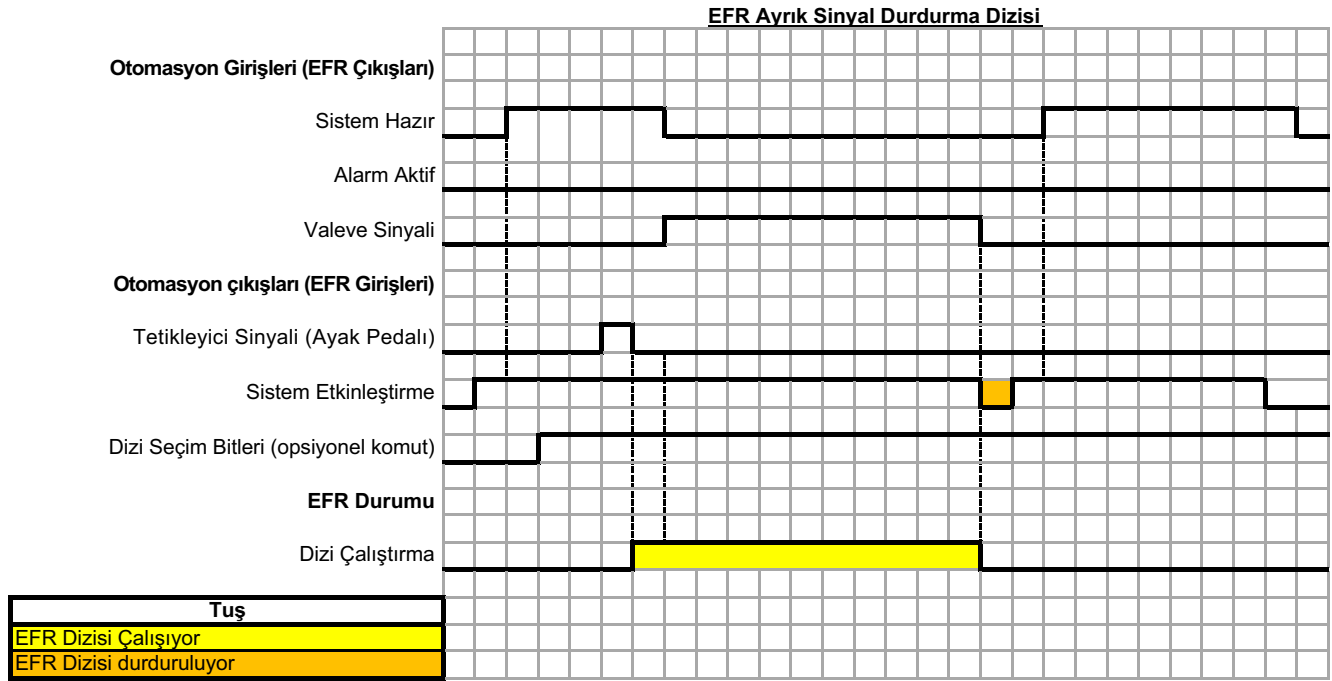 EFR Ayrık Sinyal Durdurma Dizisi
Otomasyon Girişleri (EFR Çıkışları)
Sistem Hazır
Alarm Aktif
Valeve Sinyali
Otomasyon çıkışları (EFR Girişleri)
Tetikleyici Sinyali (Ayak Pedalı)
Sistem Etkinleştirme
Dizi Seçim Bitleri (opsiyonel komut)
EFR Durumu
Dizi Çalıştırma
Tuş
EFR Dizisi Çalışıyor
EFR Dizisi durduruluyor